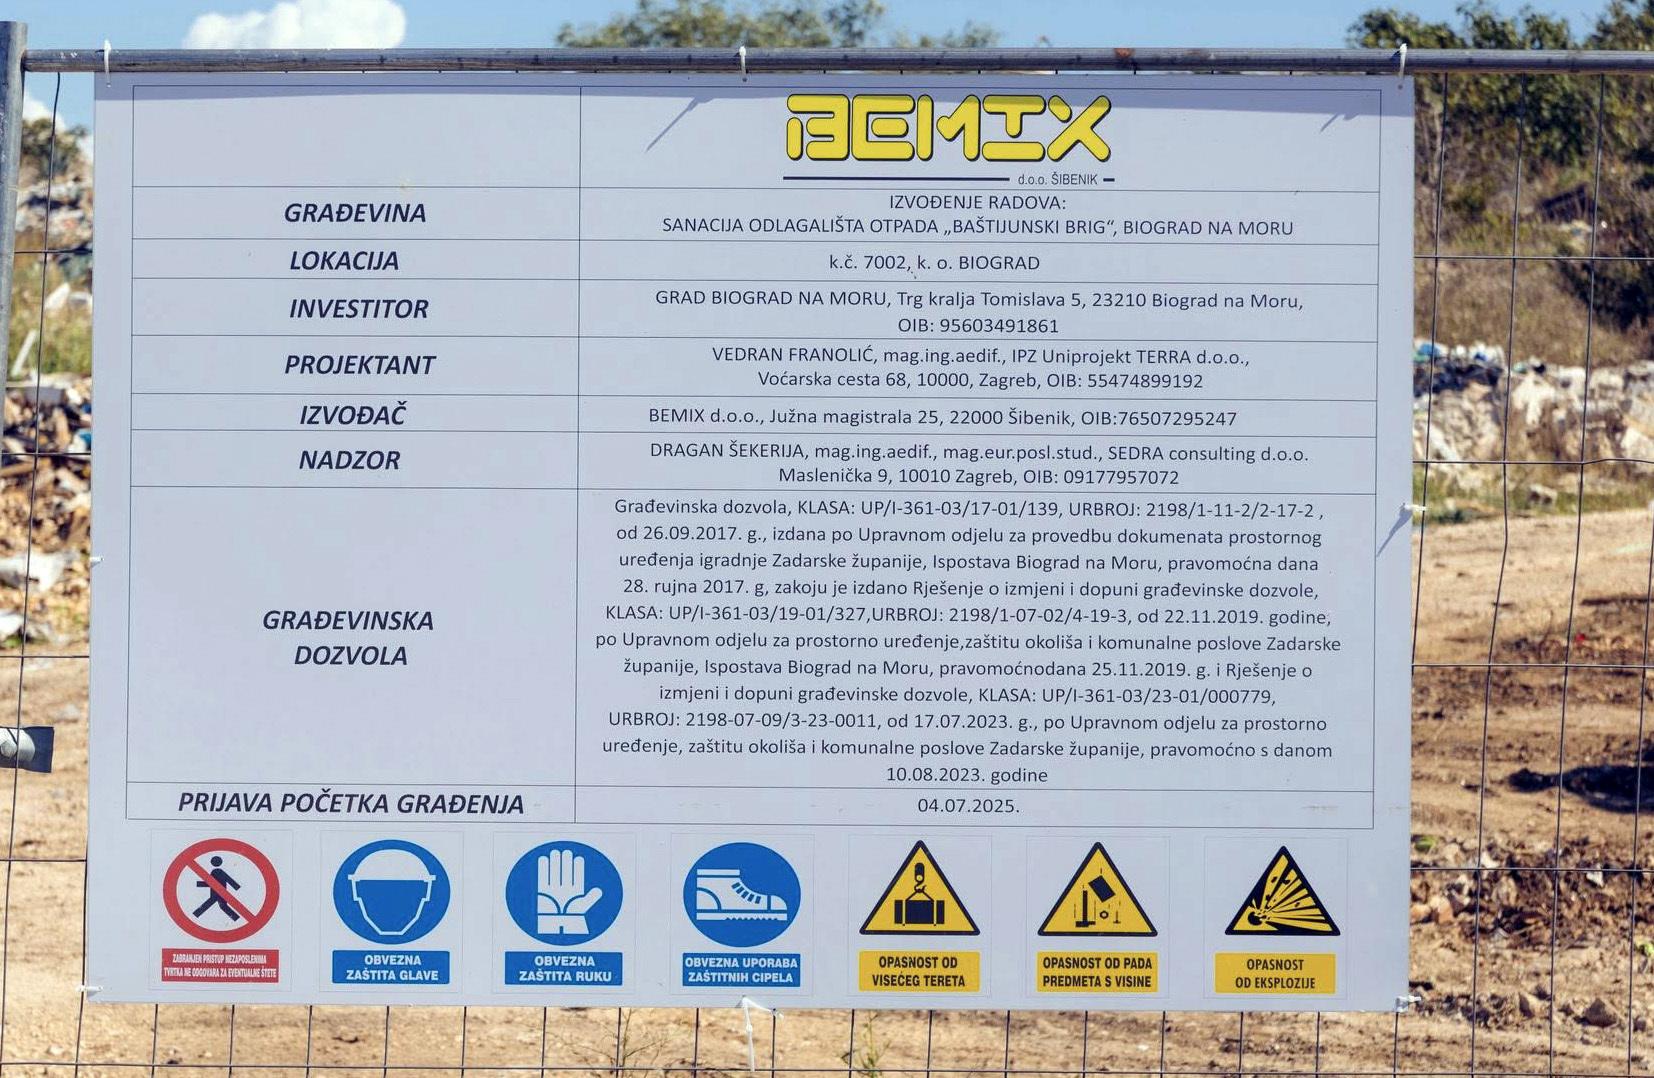 BEMIX
d.o.o. ŠIBENIK
GRAĐEVINA
IZVOĐENJE RADOVA:
SANACIJA ODLAGALIŠTA OTPADA „BAŠTIJUNSKI BRIG“, BIOGRAD NA MORU
LOKACIJA
k.č. 7002, k. o. BIOGRAD
INVESTITOR
GRAD BIOGRAD NA MORU, Trg kralja Tomislava 5, 23210 Biograd na Moru,
OIB: 95603491861
PROJEKTANT
VEDRAN FRANOLIĆ, mag.ing.aedif., IPZ Uniprojekt TERRA d.o.o.,
Voćarska cesta 68, 10000, Zagreb, OIB: 55474899192
IZVOĐAČ
BEMIX d.o.o., Južna magistrala 25, 22000 Šibenik, OIB:76507295247
NADZOR
DRAGAN ŠEKERIJA, mag.ing.aedif., mag.eur.posl.stud., SEDRA consulting d.o.o.
Maslenička 9, 10010 Zagreb, OIB: 09177957072
GRAĐEVINSKA
DOZVOLA
Građevinska dozvola, KLASA: UP/I-361-03/17-01/139, URBROJ: 2198/1-11-2/2-17-2 ,
od 26.09.2017. g., izdana po Upravnom odjelu za provedbu dokumenata prostornog
uređenja igradnje Zadarske županije, Ispostava Biograd na Moru, pravomoćna dana
28. rujna 2017. g, zakoju je izdano Rješenje o izmjeni i dopuni građevinske dozvole,
KLASA: UP/I-361-03/19-01/327,URBROJ: 2198/1-07-02/4-19-3, od 22.11.2019. godine,
po Upravnom odjelu za prostorno uređenje,zaštitu okoliša i komunalne poslove Zadarske
županije, Ispostava Biograd na Moru, pravomoćnodana 25.11.2019. g. i Rješenje o
izmjeni i dopuni građevinske dozvole, KLASA: UP/I-361-03/23-01/000779,
URBROJ: 2198-07-09/3-23-0011, od 17.07.2023. g., po Upravnom odjelu za prostorno
uređenje, zaštitu okoliša i komunalne poslove Zadarske županije, pravomoćno s danom
10.08.2023. godine
PRIJAVA POČETKA GRAĐENJA
04.07.2025.
ZABRANJEN PRISTUP NEZAPOSLENIMA
TVRTKA NE ODGOVARA ZA EVENTUALNE ŠTETE
OBVEZNA
ZAŠTITA GLAVE
OBVEZNA
ZAŠTITA RUKU
OBVEZNA UPORABA
ZAŠTITNIH CIPELA
OPASNOST OD
VISEĆEG TERETA
OPASNOST OD PADA
PREDMETA S VISINE
OPASNOST
OD EKSPLOZIJE